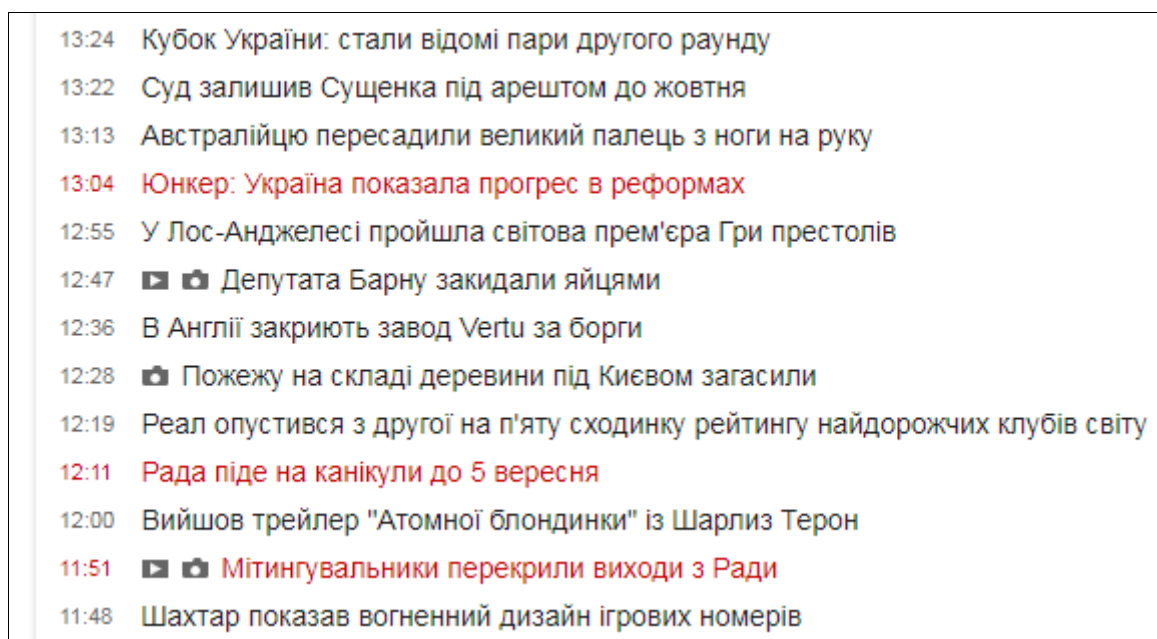 13:24 Кубок України: стали відомі пари другого раунду
13:22 Суд залишив Сущенка під арештом до жовтня
13:13 Австралійцю пересадили великий палець з ноги на руку
13:04 Юнкер: Україна показала прогрес в реформах
12:55 У Лос-Анджелесі пройшла світова прем'єра Гри престолів
12:47 Депутата Барну закидали яйцями
12:36 В Англії закриють завод Vertu за борги
12:28 Пожежу на складі деревини під Києвом загасили
12:19 Реал опустився з другої на п'яту сходинку рейтингу найдорожчих клубів світу
12:11 Рада піде на канікули до 5 вересня
12:00 Вийшов трейлер "Атомної блондинки" із Шарлиз Терон
11:51 Мітингувальники перекрили виходи з Ради
11:48 Шахтар показав вогненний дизайн ігрових номерів